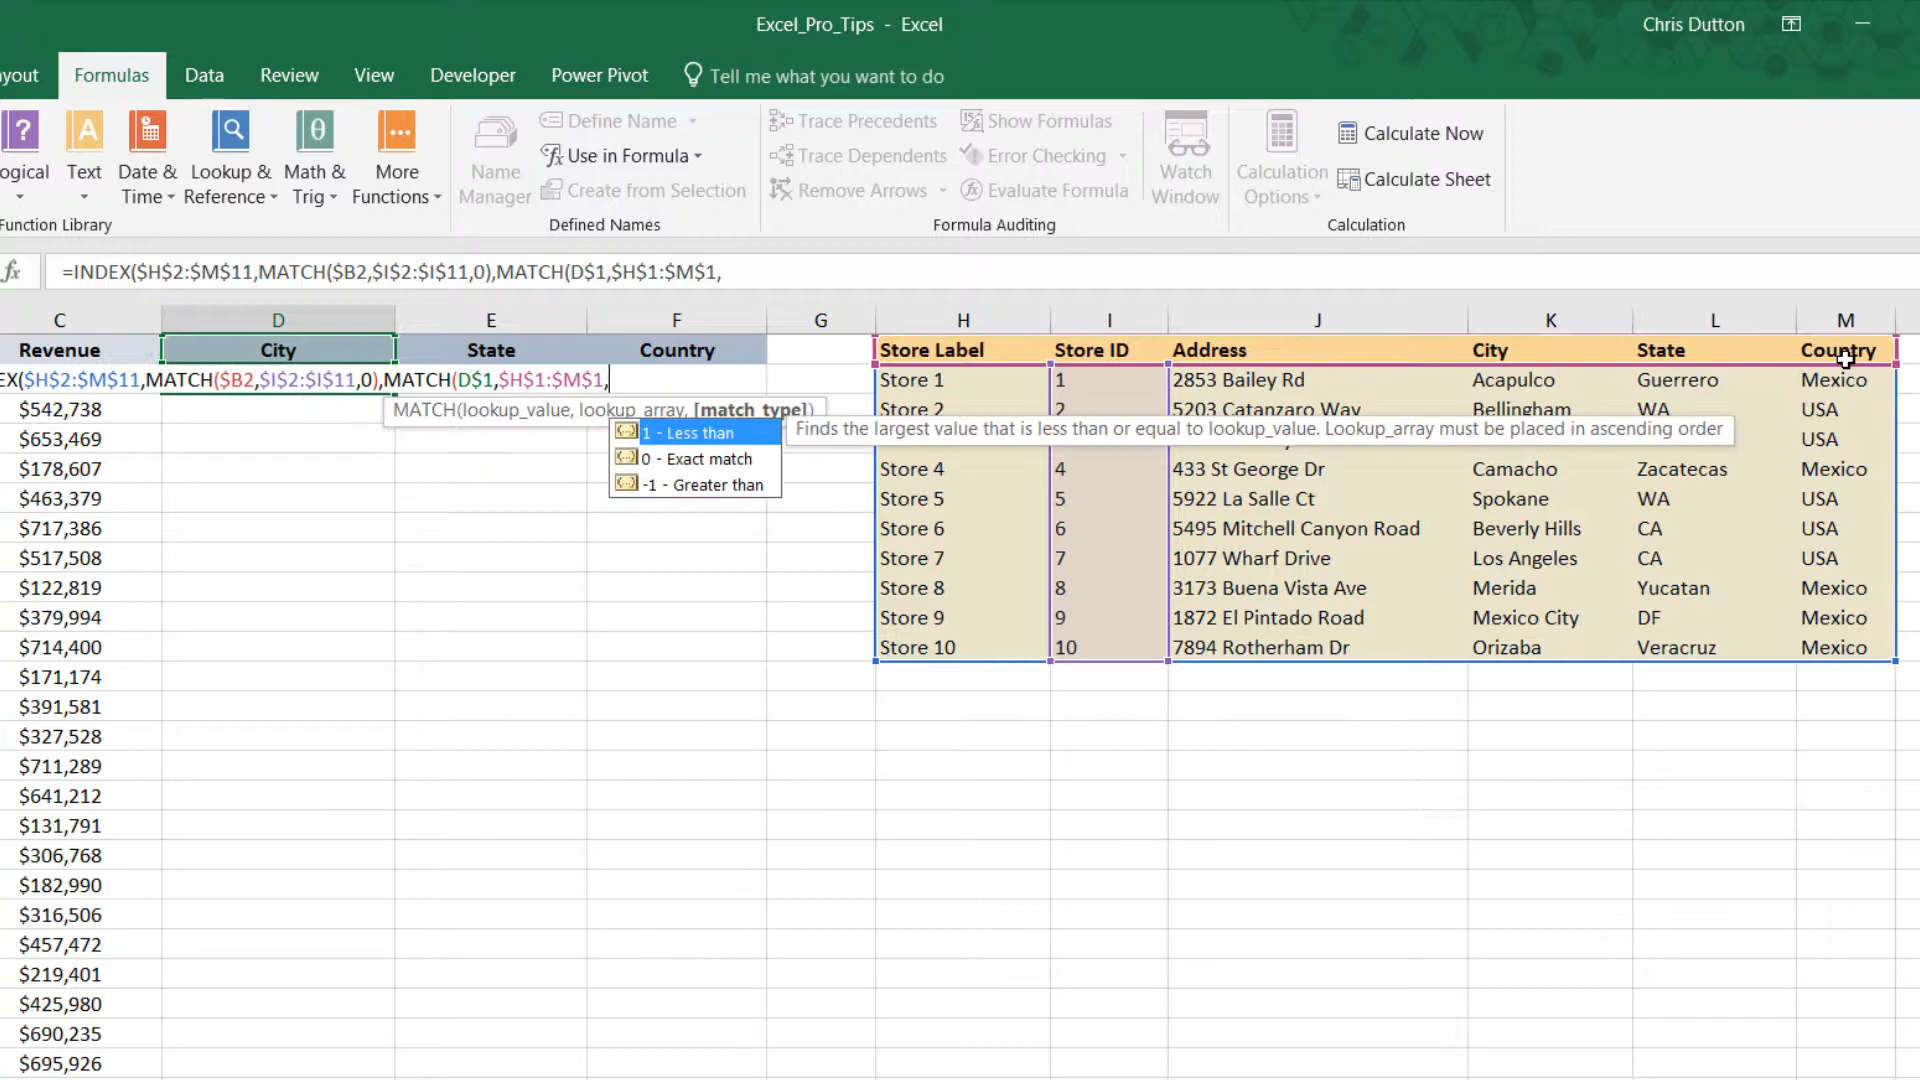 Excel_Pro_Tips - Excel
Chris Dutton
yout Formulas Data Review View Developer Power Pivot Tell me what you want to do
ogical
Text
Date & Time
Lookup & Reference
Math & Trig
More Functions
Function Library
Name Manager
Define Name
Use in Formula
Create from Selection
Defined Names
Trace Precedents
Trace Dependents
Remove Arrows
Show Formulas
Error Checking
Evaluate Formula
Formula Auditing
Watch Window
Calculation Options
Calculate Now
Calculate Sheet
Calculation
fx =INDEX($H$2:$M$11,MATCH($B2,$I$2:$I$11,0),MATCH(D$1,$H$1:$M$1,
C D E F G H I J K L M
Revenue City State Country Store Label Store ID Address City State Country
EX($H$2:$M$11,MATCH($B2,$I$2:$I$11,0),MATCH(D$1,$H$1:$M$1, Store 1 1 2853 Bailey Rd Acapulco Guerrero Mexico
$542,738 Store 2 2 5203 Catanzaro Way Bellingham WA USA
MATCH(lookup_value, lookup_array, [match_type])
1 - Less than
0 - Exact match
-1 - Greater than
Finds the largest value that is less than or equal to lookup_value. Lookup_array must be placed in ascending order
$653,469 USA
$178,607 Store 4 4 433 St George Dr Camacho Zacatecas Mexico
$463,379 Store 5 5 5922 La Salle Ct Spokane WA USA
$717,386 Store 6 6 5495 Mitchell Canyon Road Beverly Hills CA USA
$517,508 Store 7 7 1077 Wharf Drive Los Angeles CA USA
$122,819 Store 8 8 3173 Buena Vista Ave Merida Yucatan Mexico
$379,994 Store 9 9 1872 El Pintado Road Mexico City DF Mexico
$714,400 Store 10 10 7894 Rotherham Dr Orizaba Veracruz Mexico
$171,174
$391,581
$327,528
$711,289
$641,212
$131,791
$306,768
$182,990
$316,506
$457,472
$219,401
$425,980
$690,235
$695,926